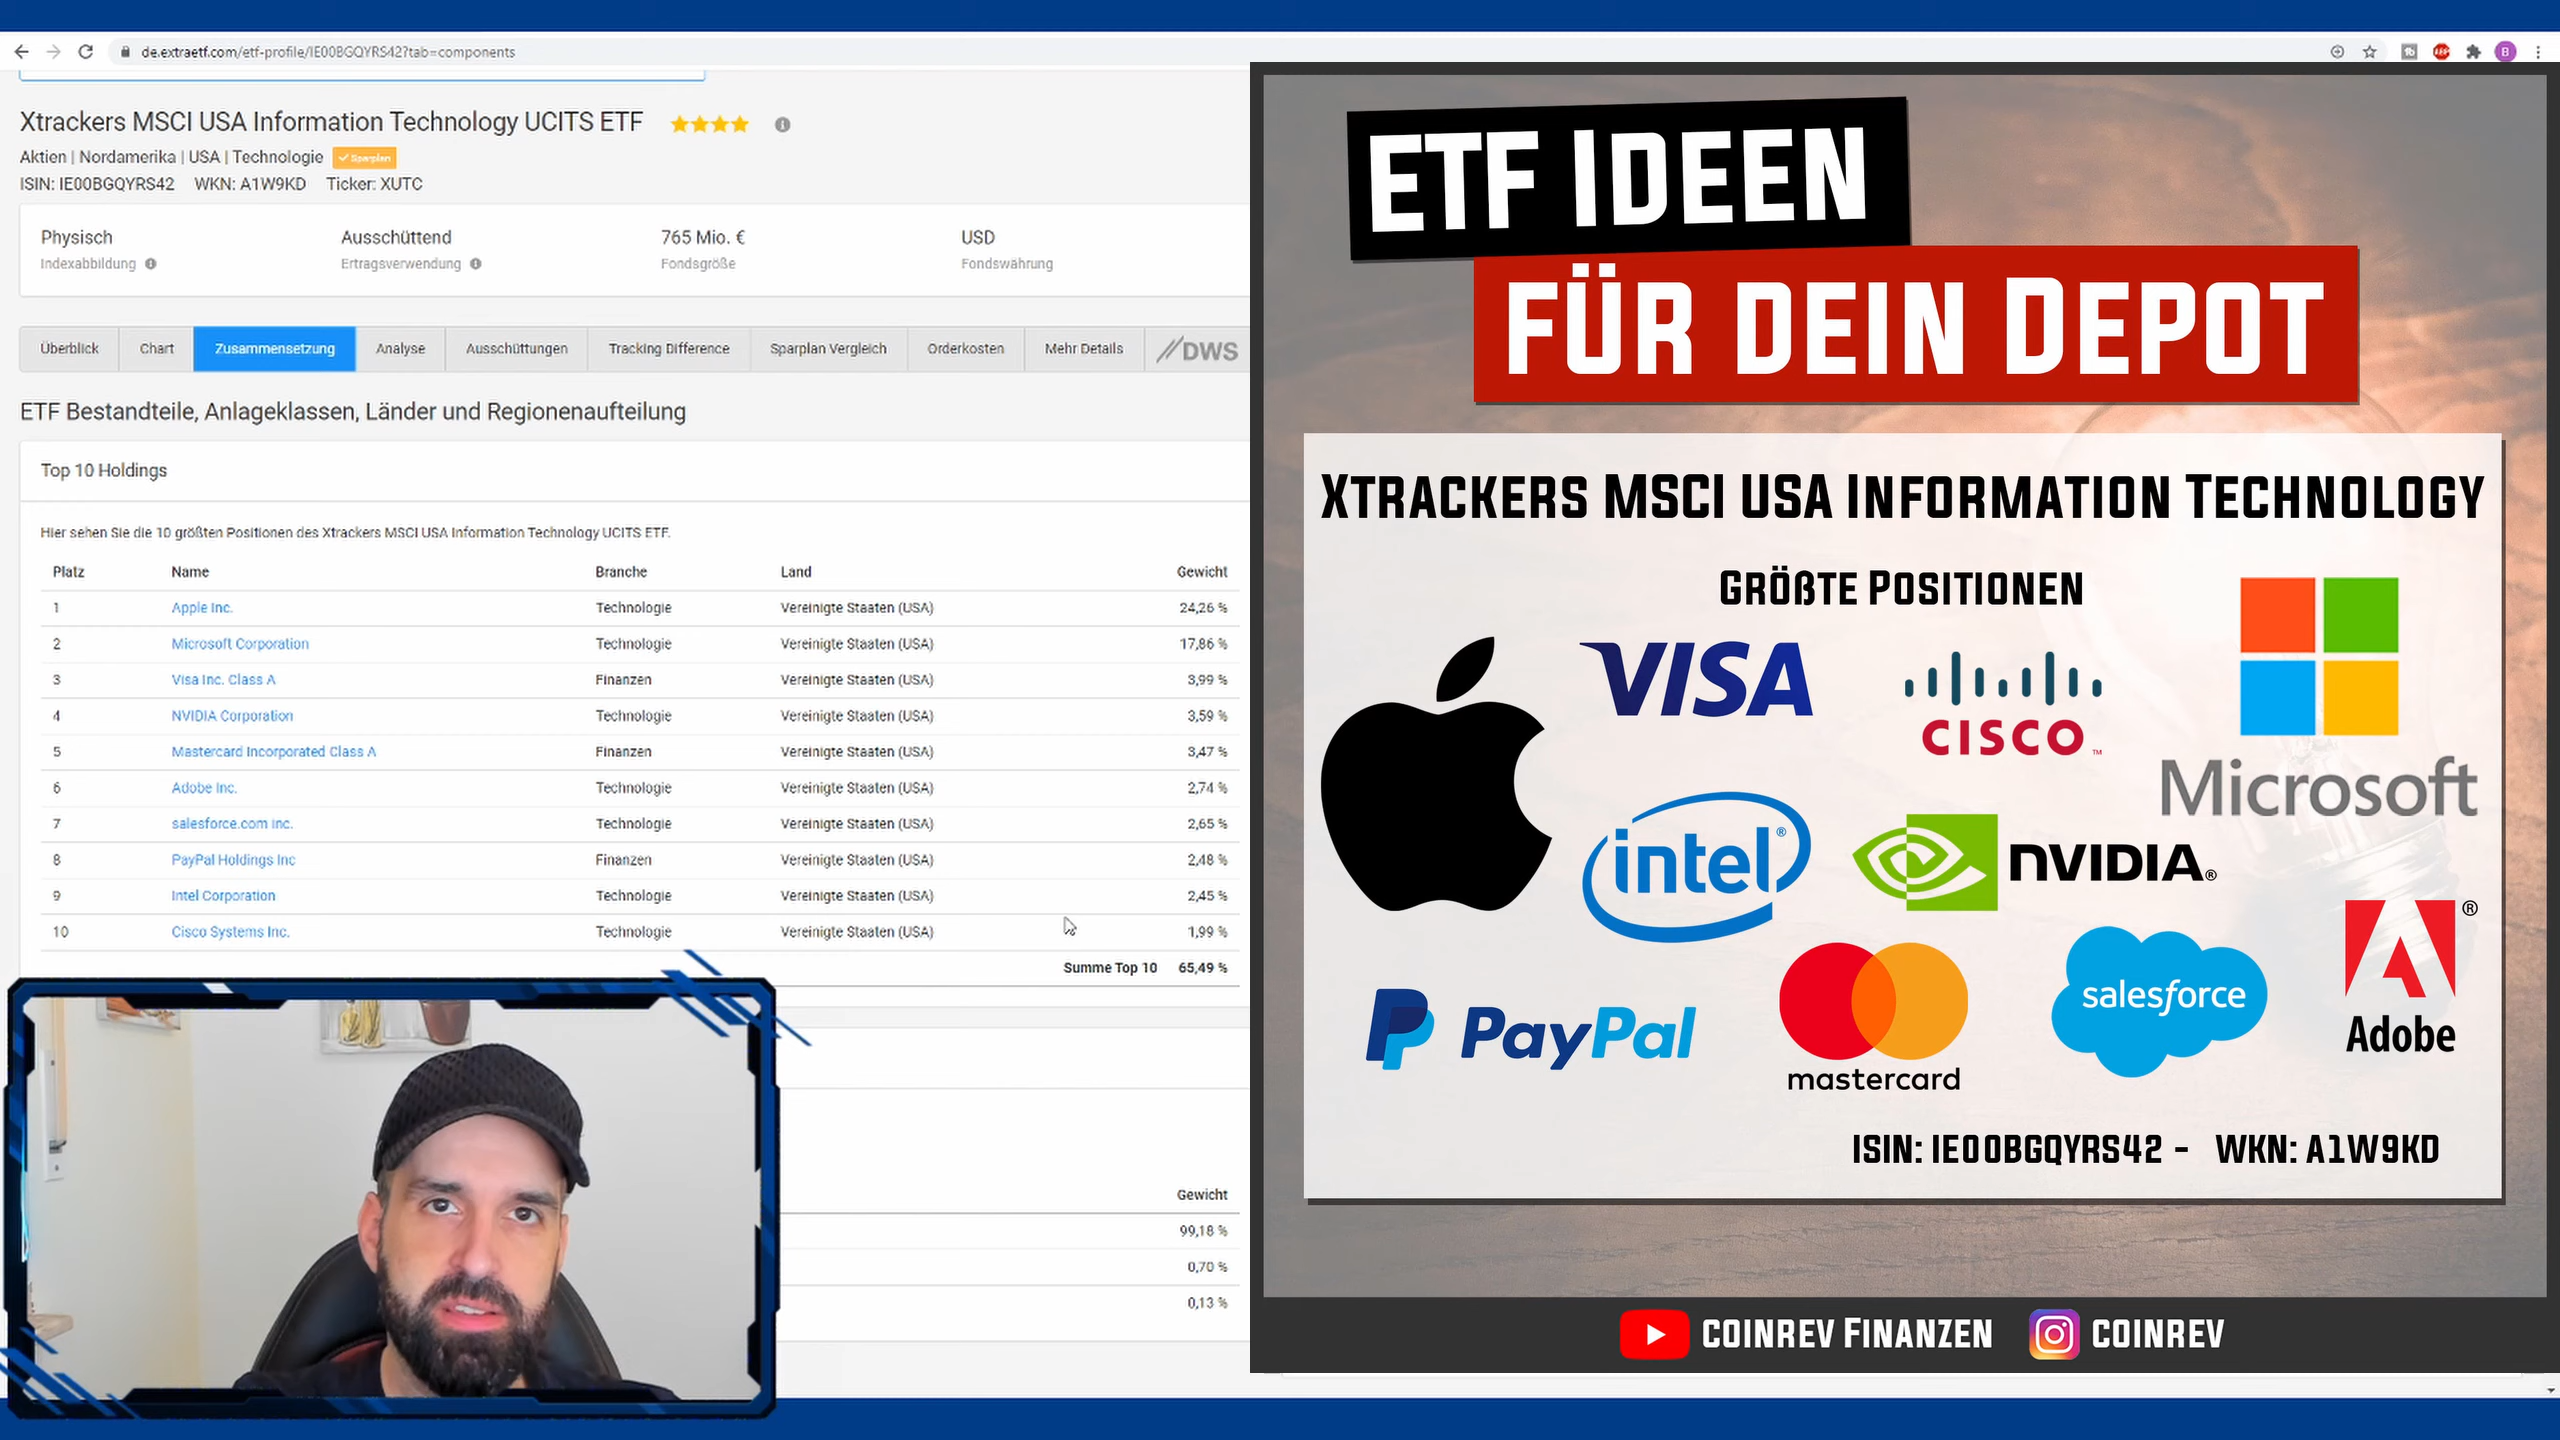 de.extraetf.com/etf-profile/IE00BGQYRS42?tab=components
Xtrackers MSCI USA Information Technology UCITS ETF
Aktien | Nordamerika | USA | Technologie Sparplan
ISIN: IE00BGQYRS42 WKN: A1W9KD Ticker: XUTC
Physisch Ausschüttend 765 Mio. € USD
Indexabbildung Ertragsverwendung Fondsgröße Fondswährung
Überblick Chart Zusammensetzung Analyse Ausschüttungen Tracking Difference Sparplan Vergleich Orderkosten Mehr Details DWS
ETF Bestandteile, Anlageklassen, Länder und Regionenaufteilung
Top 10 Holdings
Hier sehen Sie die 10 größten Positionen des Xtrackers MSCI USA Information Technology UCITS ETF.
Platz Name Branche Land Gewicht
1 Apple Inc. Technologie Vereinigte Staaten (USA) 24,26 %
2 Microsoft Corporation Technologie Vereinigte Staaten (USA) 17,86 %
3 Visa Inc. Class A Finanzen Vereinigte Staaten (USA) 3,99 %
4 NVIDIA Corporation Technologie Vereinigte Staaten (USA) 3,59 %
5 Mastercard Incorporated Class A Finanzen Vereinigte Staaten (USA) 3,47 %
6 Adobe Inc. Technologie Vereinigte Staaten (USA) 2,74 %
7 salesforce.com inc. Technologie Vereinigte Staaten (USA) 2,65 %
8 PayPal Holdings Inc Finanzen Vereinigte Staaten (USA) 2,48 %
9 Intel Corporation Technologie Vereinigte Staaten (USA) 2,45 %
10 Cisco Systems Inc. Technologie Vereinigte Staaten (USA) 1,99 %
Summe Top 10 65,49 %
Gewicht
99,18 %
0,70 %
0,13 %
B
ETF IDEEN
FÜR DEIN DEPOT
XTRACKERS MSCI USA INFORMATION TECHNOLOGY
GRÖßTE POSITIONEN
VISA
CISCO™
Microsoft
intel®
NVIDIA®
PayPal
mastercard
salesforce
Adobe®
ISIN: IE00BGQYRS42 - WKN: A1W9KD
COINREV FINANZEN COINREV